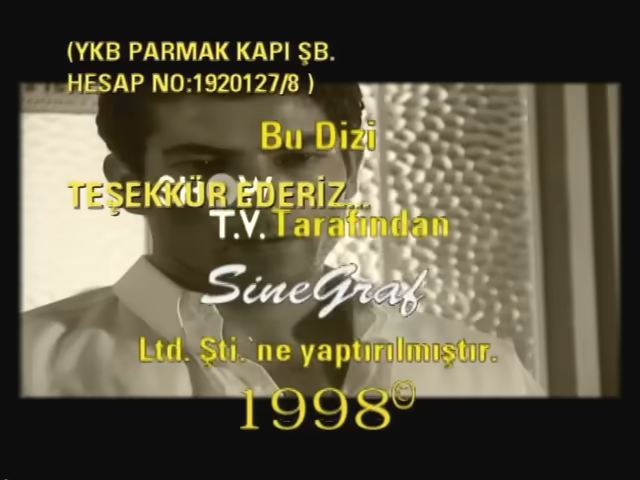 (YKB PARMAK KAPI ŞB.
HESAP NO:1920127/8 )
Bu Dizi
SHOW
TEŞEKKÜR EDERİZ...
T.V. Tarafından
SineGraf
Ltd. Şti.`ne yaptırılmıştır.
1998©